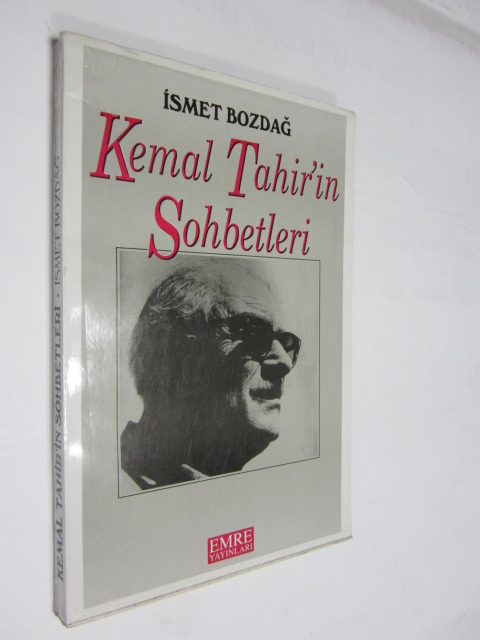 İSMET BOZDAĞ
Kemal Tahir'in
Sohbetleri
EMRE
YAYINLARI
KEMAL TAHİR'İN SOHBETLERİ • İSMET BOZDAĞ